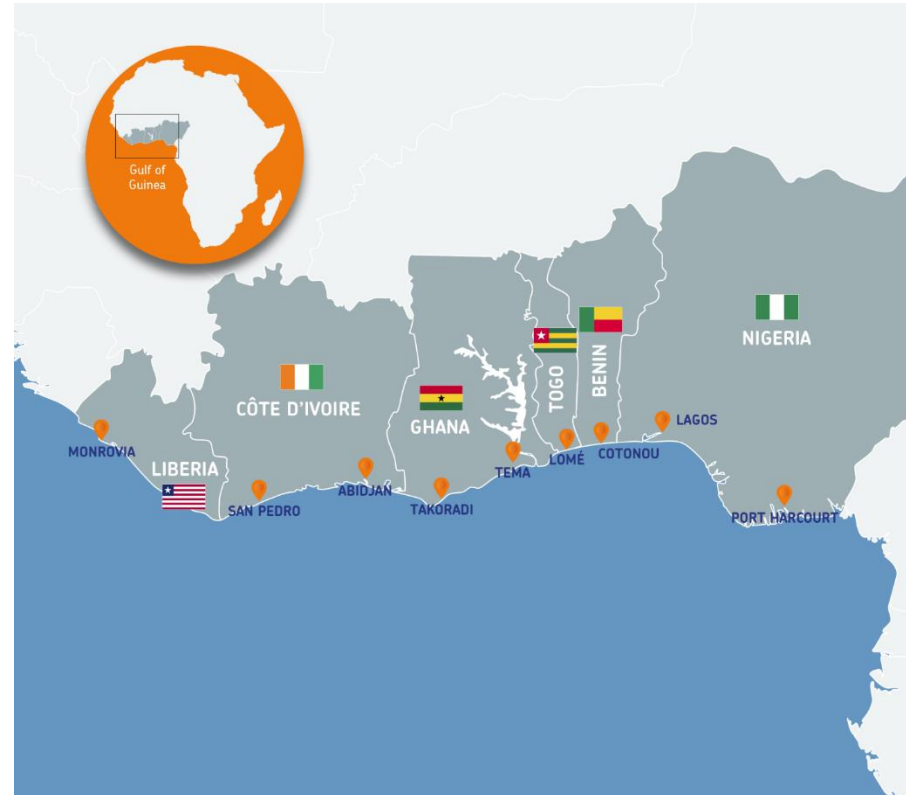 Gulf of
Guinea
NIGERIA
TOGO
BENIN
CÔTE D'IVOIRE
GHANA
LAGOS
MONROVIA
LIBERIA
TEMA
LOMÉ
COTONOU
ABIDJAN
SAN PEDRO
TAKORADI
PORT HARCOURT